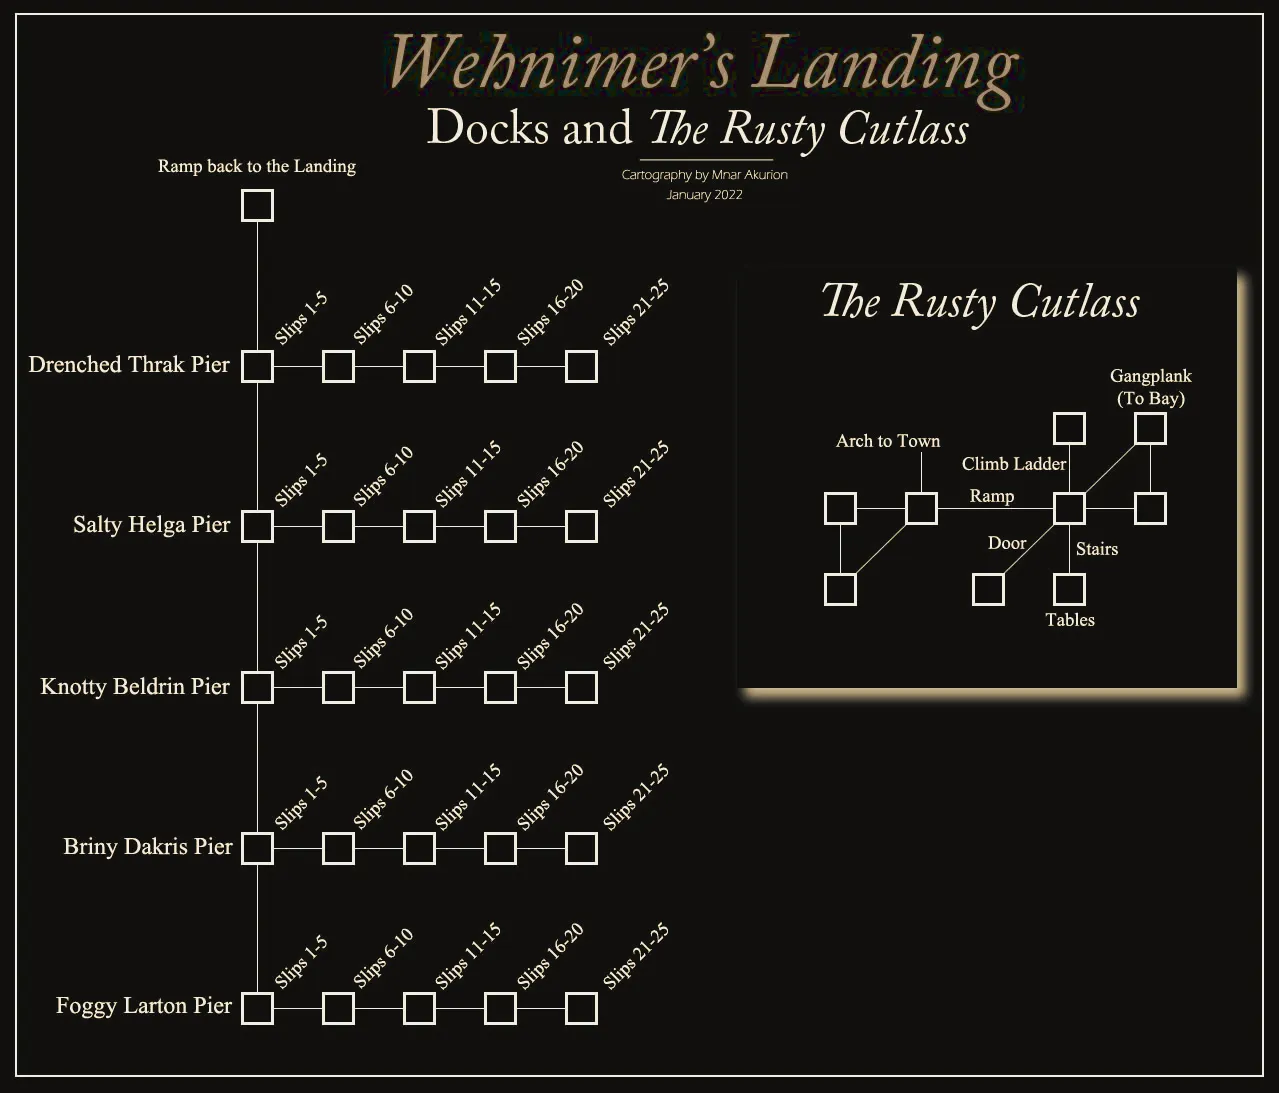 Wehnimer's Landing
Docks and The Rusty Cutlass
Cartography by Mnar Akurion
January 2022
Ramp back to the Landing
Slips 1-5
Slips 6-10
Slips 11-15
Slips 16-20
Slips 21-25
Drenched Thrak Pier
Slips 1-5
Slips 6-10
Slips 11-15
Slips 16-20
Slips 21-25
Salty Helga Pier
Slips 1-5
Slips 6-10
Slips 11-15
Slips 16-20
Slips 21-25
Knotty Beldrin Pier
Slips 1-5
Slips 6-10
Slips 11-15
Slips 16-20
Slips 21-25
Briny Dakris Pier
Slips 1-5
Slips 6-10
Slips 11-15
Slips 16-20
Slips 21-25
Foggy Larton Pier
The Rusty Cutlass
Gangplank
(To Bay)
Arch to Town
Climb Ladder
Ramp
Door
Stairs
Tables